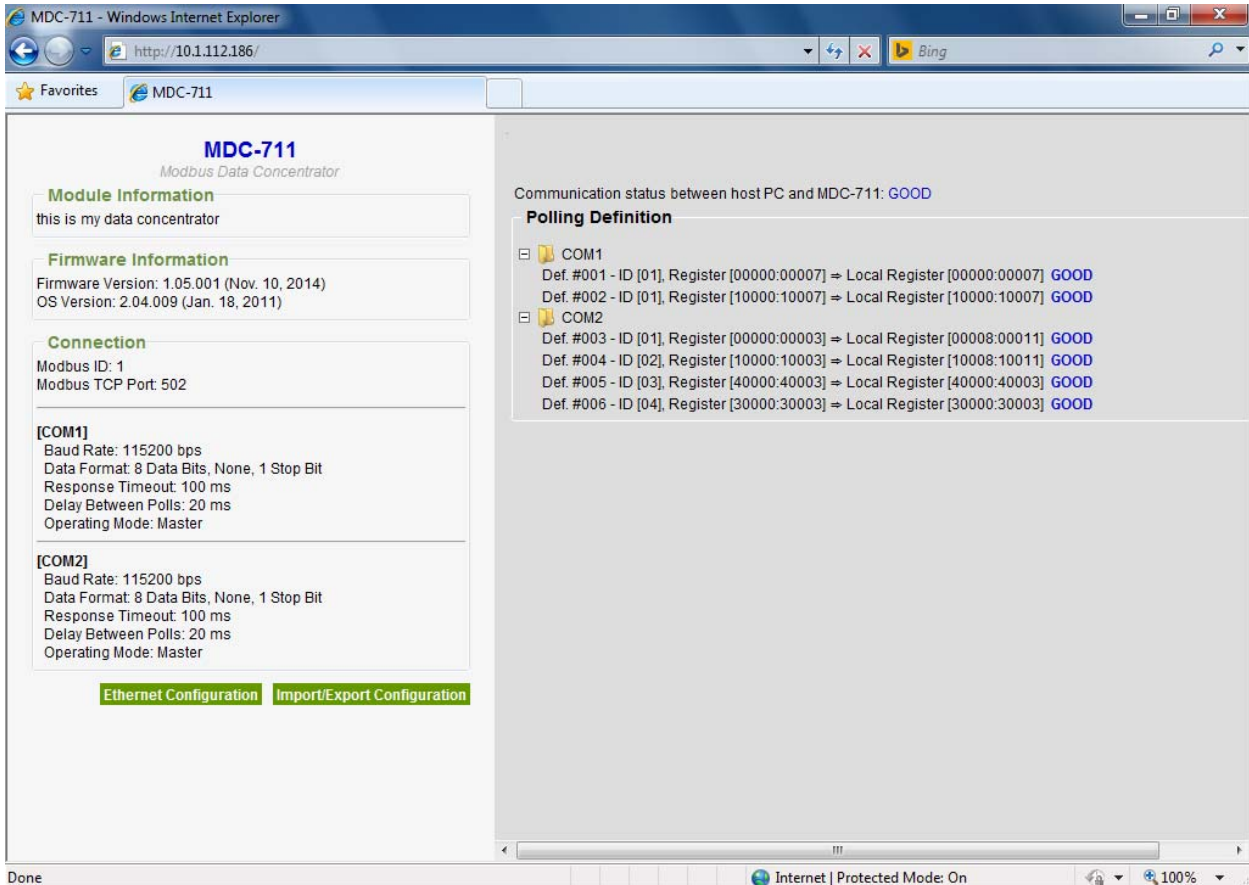 MDC-711 - Windows Internet Explorer
http://10.1.112.186/
Bing
Favorites
MDC-711
MDC-711
Modbus Data Concentrator
Module Information
this is my data concentrator
Firmware Information
Firmware Version: 1.05.001 (Nov. 10, 2014)
OS Version: 2.04.009 (Jan. 18, 2011)
Connection
Modbus ID: 1
Modbus TCP Port: 502
[COM1]
Baud Rate: 115200 bps
Data Format: 8 Data Bits, None, 1 Stop Bit
Response Timeout: 100 ms
Delay Between Polls: 20 ms
Operating Mode: Master
[COM2]
Baud Rate: 115200 bps
Data Format: 8 Data Bits, None, 1 Stop Bit
Response Timeout: 100 ms
Delay Between Polls: 20 ms
Operating Mode: Master
Ethernet Configuration
Import/Export Configuration
Communication status between host PC and MDC-711: GOOD
Polling Definition
COM1
Def. #001 - ID [01], Register [00000:00007] ⇒ Local Register [00000:00007] GOOD
Def. #002 - ID [01], Register [10000:10007] ⇒ Local Register [10000:10007] GOOD
COM2
Def. #003 - ID [01], Register [00000:00003] ⇒ Local Register [00008:00011] GOOD
Def. #004 - ID [02], Register [10000:10003] ⇒ Local Register [10008:10011] GOOD
Def. #005 - ID [03], Register [40000:40003] ⇒ Local Register [40000:40003] GOOD
Def. #006 - ID [04], Register [30000:30003] ⇒ Local Register [30000:30003] GOOD
Done
Internet | Protected Mode: On
100%